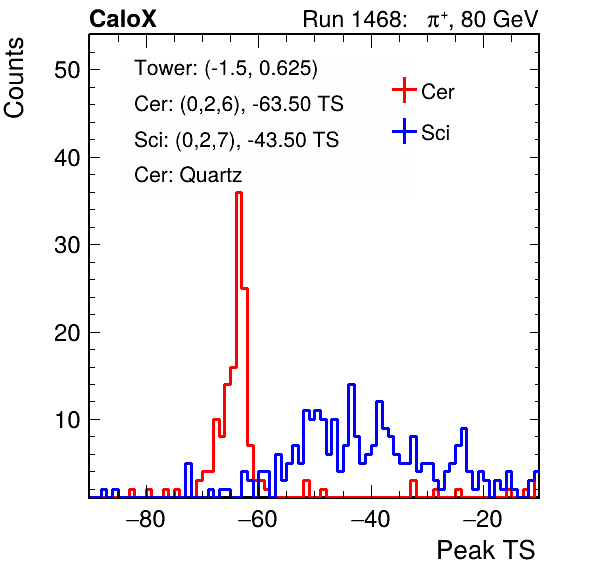 CaloX Run 1468: π⁺, 80 GeV
Counts
Tower: (-1.5, 0.625)
Cer: (0,2,6), -63.50 TS
Sci: (0,2,7), -43.50 TS
Cer: Quartz
Cer
Sci
50
40
30
20
10
−80 −60 −40 −20
Peak TS